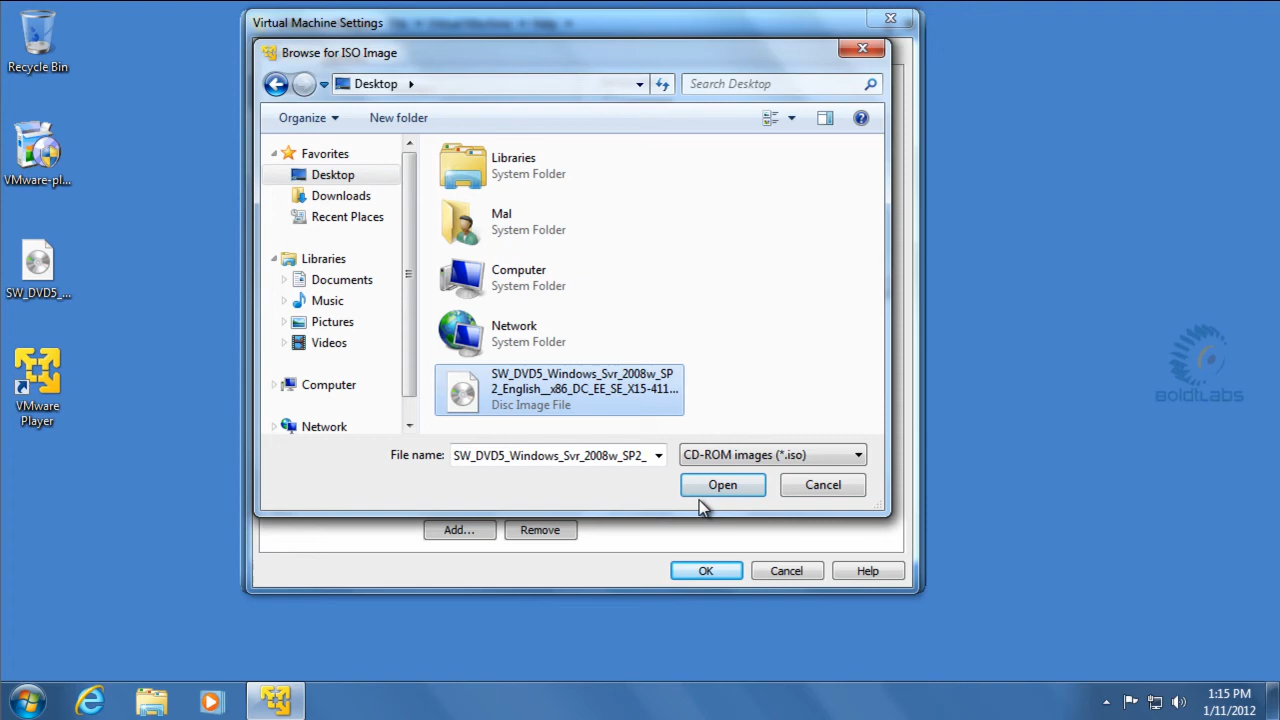 Recycle Bin
VMware-pl...
SW_DVD5_...
VMware
Player
Virtual Machine Settings
Browse for ISO Image
Desktop
Search Desktop
Organize
New folder
Favorites
Desktop
Downloads
Recent Places
Libraries
Documents
Music
Pictures
Videos
Computer
Network
Libraries
System Folder
Mal
System Folder
Computer
System Folder
Network
System Folder
SW_DVD5_Windows_Svr_2008w_SP
2_English__x86_DC_EE_SE_X15-411...
Disc Image File
File name: SW_DVD5_Windows_Svr_2008w_SP2_ CD-ROM images (*.iso)
Open Cancel
Add... Remove
OK Cancel Help
BoldtLabs
1:15 PM
1/11/2012